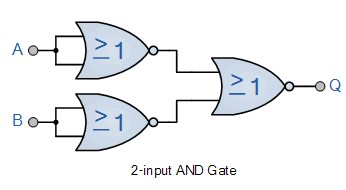 A
≥1
≥1
Q
B
≥1
2-input AND Gate